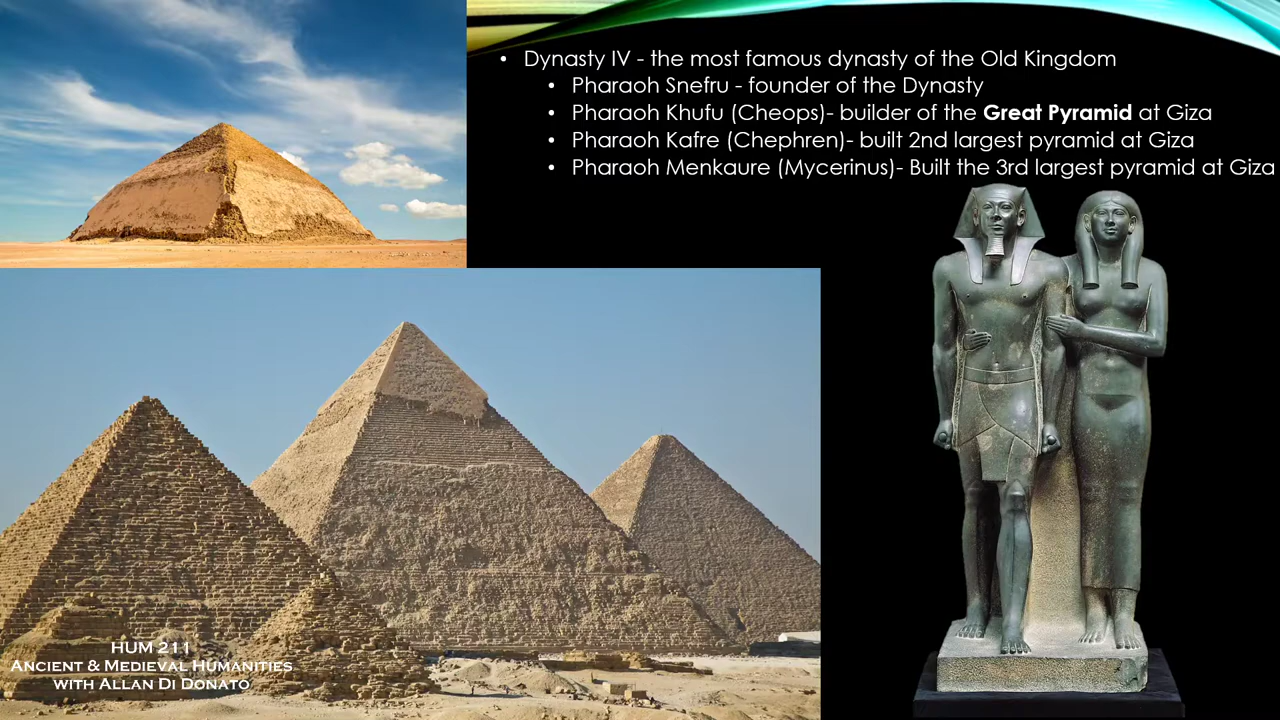 • Dynasty IV - the most famous dynasty of the Old Kingdom
• Pharaoh Snefru - founder of the Dynasty
• Pharaoh Khufu (Cheops)- builder of the Great Pyramid at Giza
• Pharaoh Kafre (Chephren)- built 2nd largest pyramid at Giza
• Pharaoh Menkaure (Mycerinus)- Built the 3rd largest pyramid at Giza
HUM 211
Ancient & Medieval Humanities
with Allan Di Donato